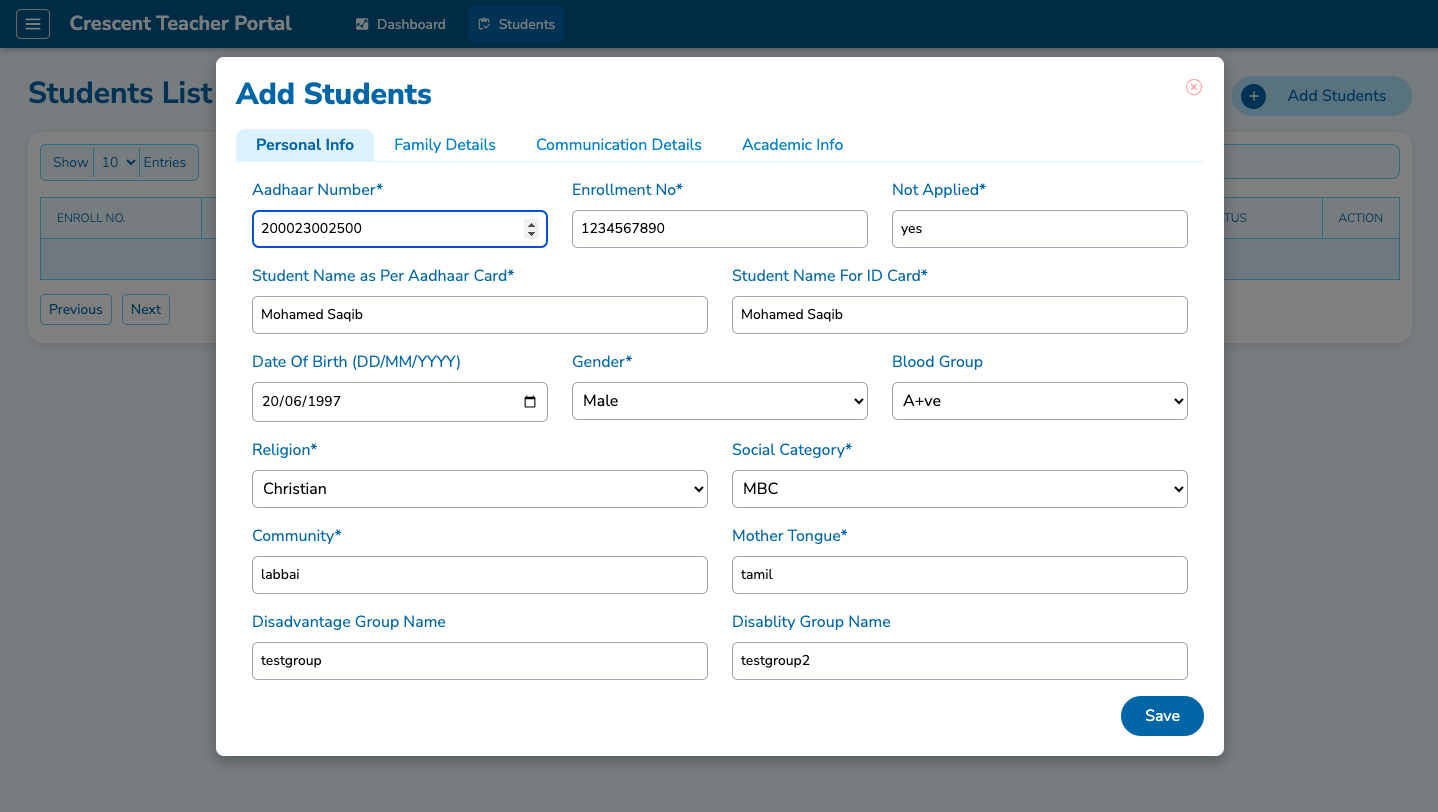 Crescent Teacher Portal Dashboard Students
Students List
Add Students
Show 10 Entries
ENROLL NO.
TUS ACTION
Previous Next
Add Students
Personal Info Family Details Communication Details Academic Info
Aadhaar Number* Enrollment No* Not Applied*
200023002500 1234567890 yes
Student Name as Per Aadhaar Card* Student Name For ID Card*
Mohamed Saqib Mohamed Saqib
Date Of Birth (DD/MM/YYYY) Gender* Blood Group
20/06/1997 Male A+ve
Religion* Social Category*
Christian MBC
Community* Mother Tongue*
labbai tamil
Disadvantage Group Name Disablity Group Name
testgroup testgroup2
Save